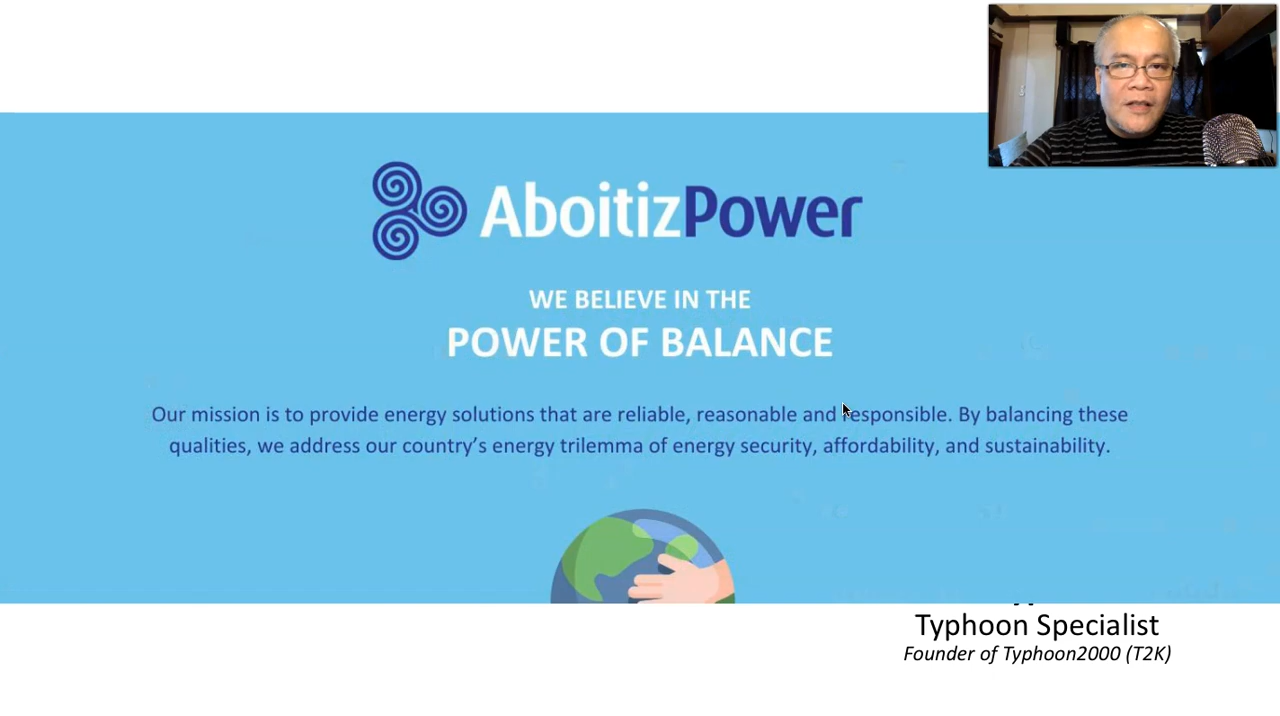 AboitizPower
WE BELIEVE IN THE
POWER OF BALANCE
Our mission is to provide energy solutions that are reliable, reasonable and responsible. By balancing these
qualities, we address our country’s energy trilemma of energy security, affordability, and sustainability.
Typhoon Specialist
Founder of Typhoon2000 (T2K)